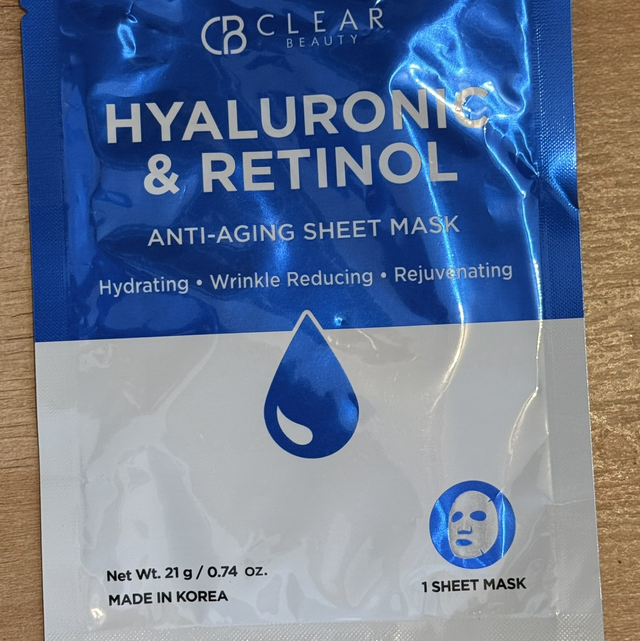 CB CLEAR
BEAUTY
HYALURONIC
& RETINOL
ANTI-AGING SHEET MASK
Hydrating • Wrinkle Reducing • Rejuvenating
Net Wt. 21 g / 0.74 oz.
MADE IN KOREA
1 SHEET MASK